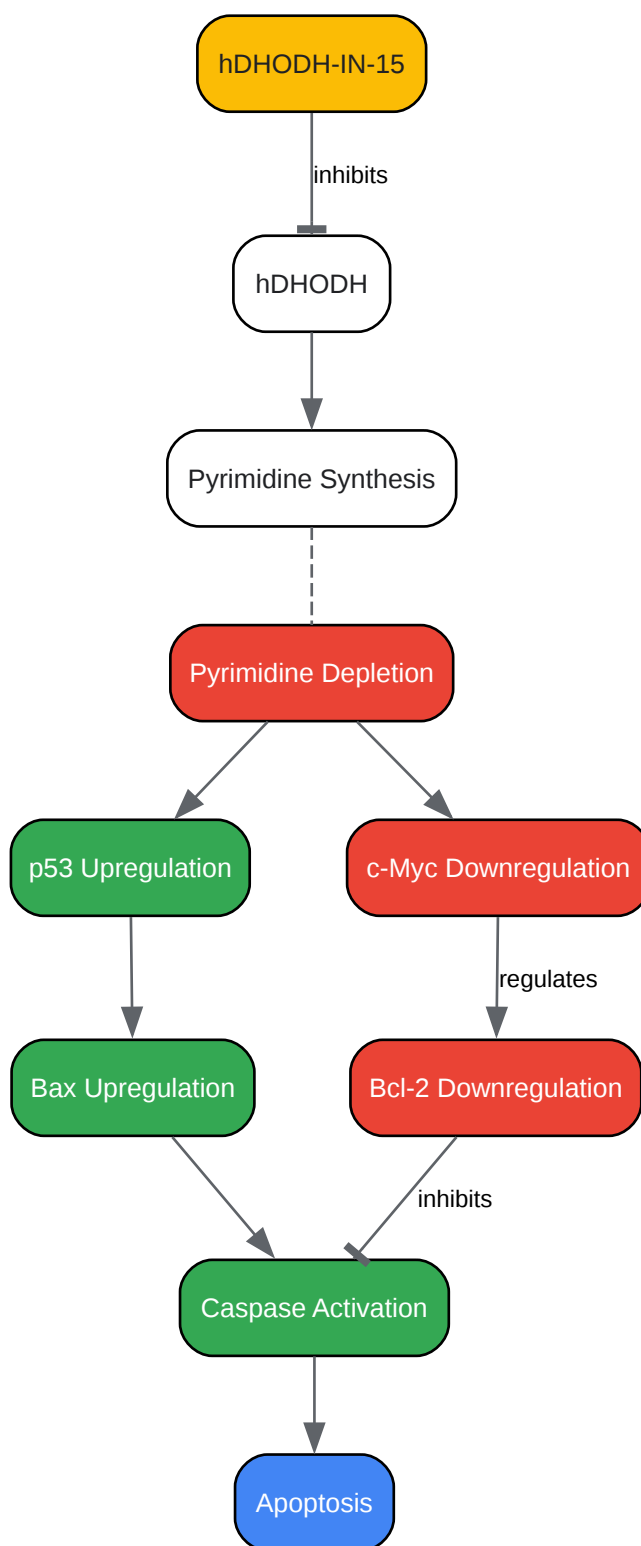 hDHODH-IN-15
inhibits
hDHODH
Pyrimidine Synthesis
Pyrimidine Depletion
p53 Upregulation
c-Myc Downregulation
regulates
Bax Upregulation
Bcl-2 Downregulation
inhibits
Caspase Activation
Apoptosis